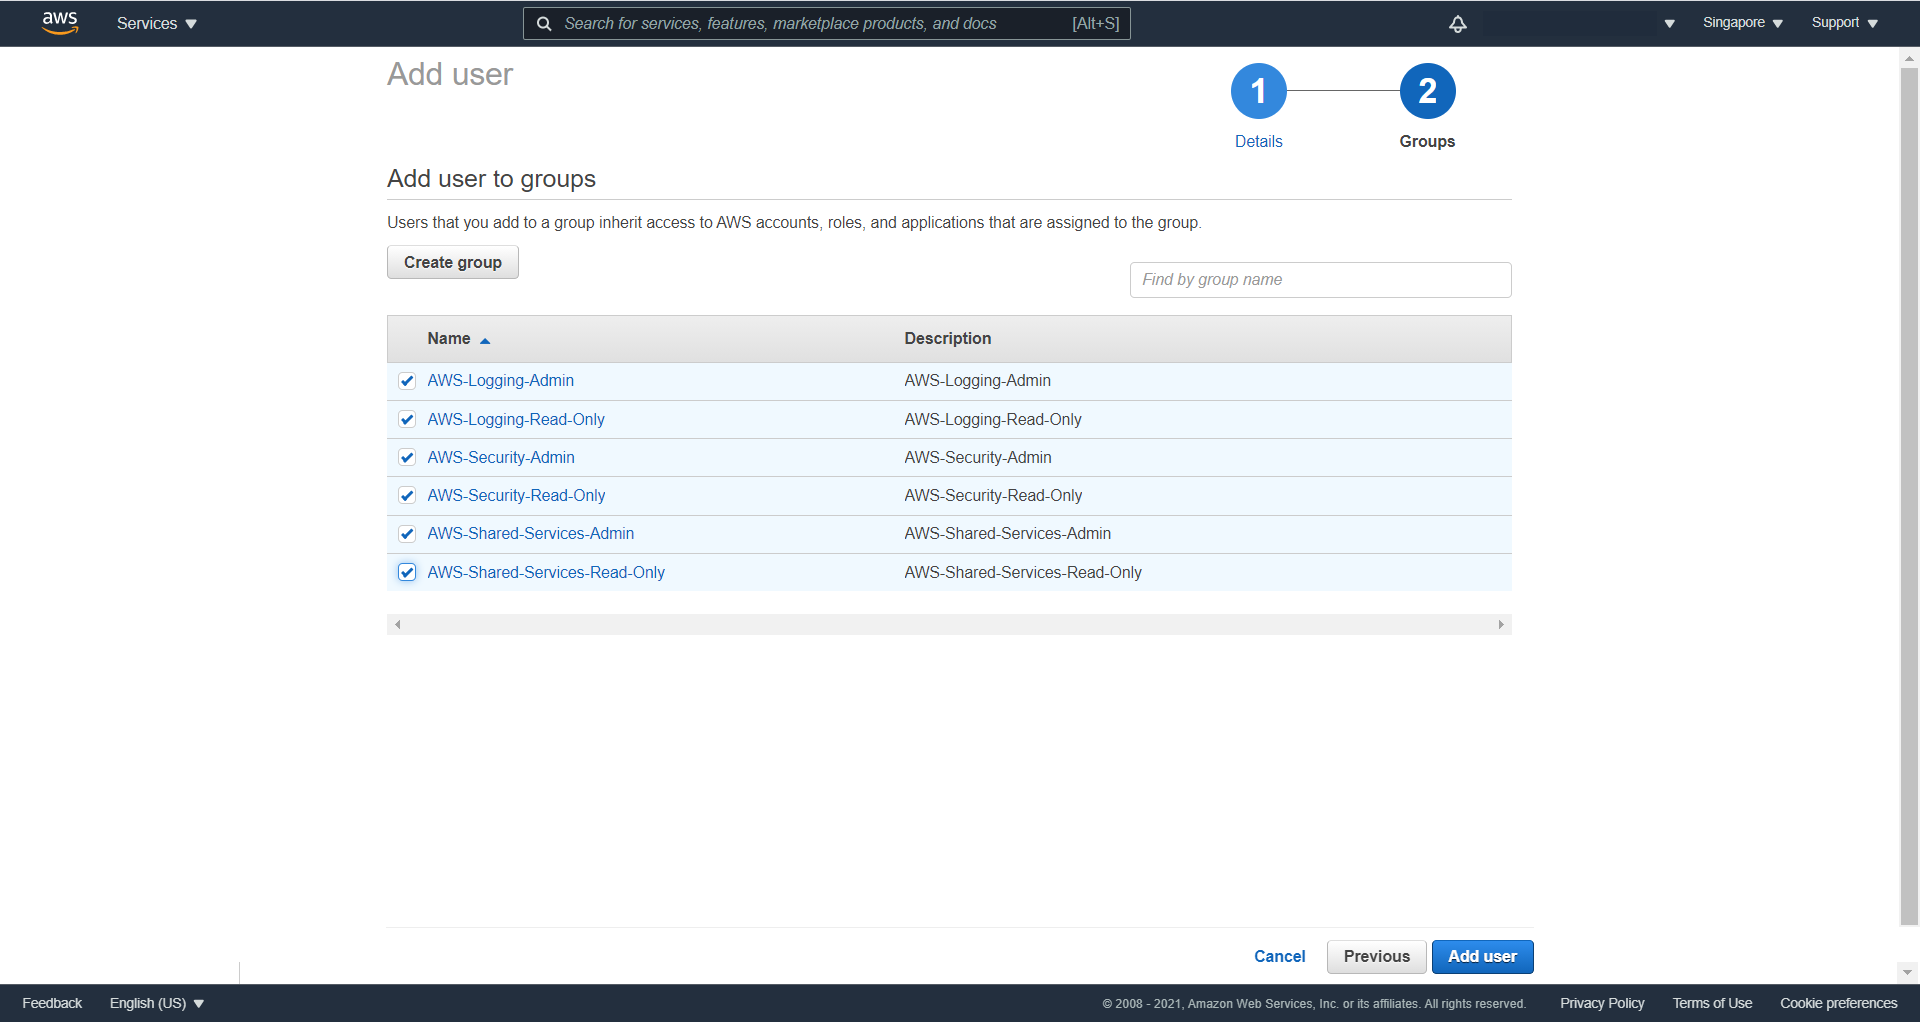 aws Services Search for services, features, marketplace products, and docs [Alt+S] Singapore Support
Add user
1 2
Details Groups
Add user to groups
Users that you add to a group inherit access to AWS accounts, roles, and applications that are assigned to the group.
Create group
Find by group name
Name Description
AWS-Logging-Admin AWS-Logging-Admin
AWS-Logging-Read-Only AWS-Logging-Read-Only
AWS-Security-Admin AWS-Security-Admin
AWS-Security-Read-Only AWS-Security-Read-Only
AWS-Shared-Services-Admin AWS-Shared-Services-Admin
AWS-Shared-Services-Read-Only AWS-Shared-Services-Read-Only
Cancel Previous Add user
Feedback English (US) © 2008 - 2021, Amazon Web Services, Inc. or its affiliates. All rights reserved. Privacy Policy Terms of Use Cookie preferences